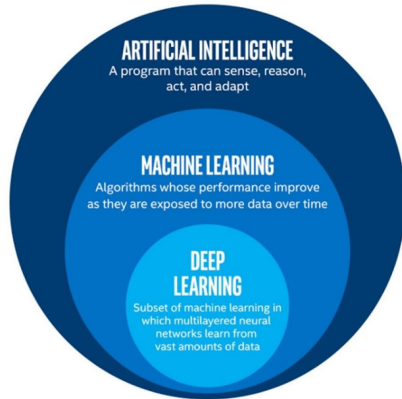 ARTIFICIAL INTELLIGENCE
A program that can sense, reason,
act, and adapt
MACHINE LEARNING
Algorithms whose performance improve
as they are exposed to more data over time
DEEP
LEARNING
Subset of machine learning in
which multilayered neural
networks learn from
vast amounts of data